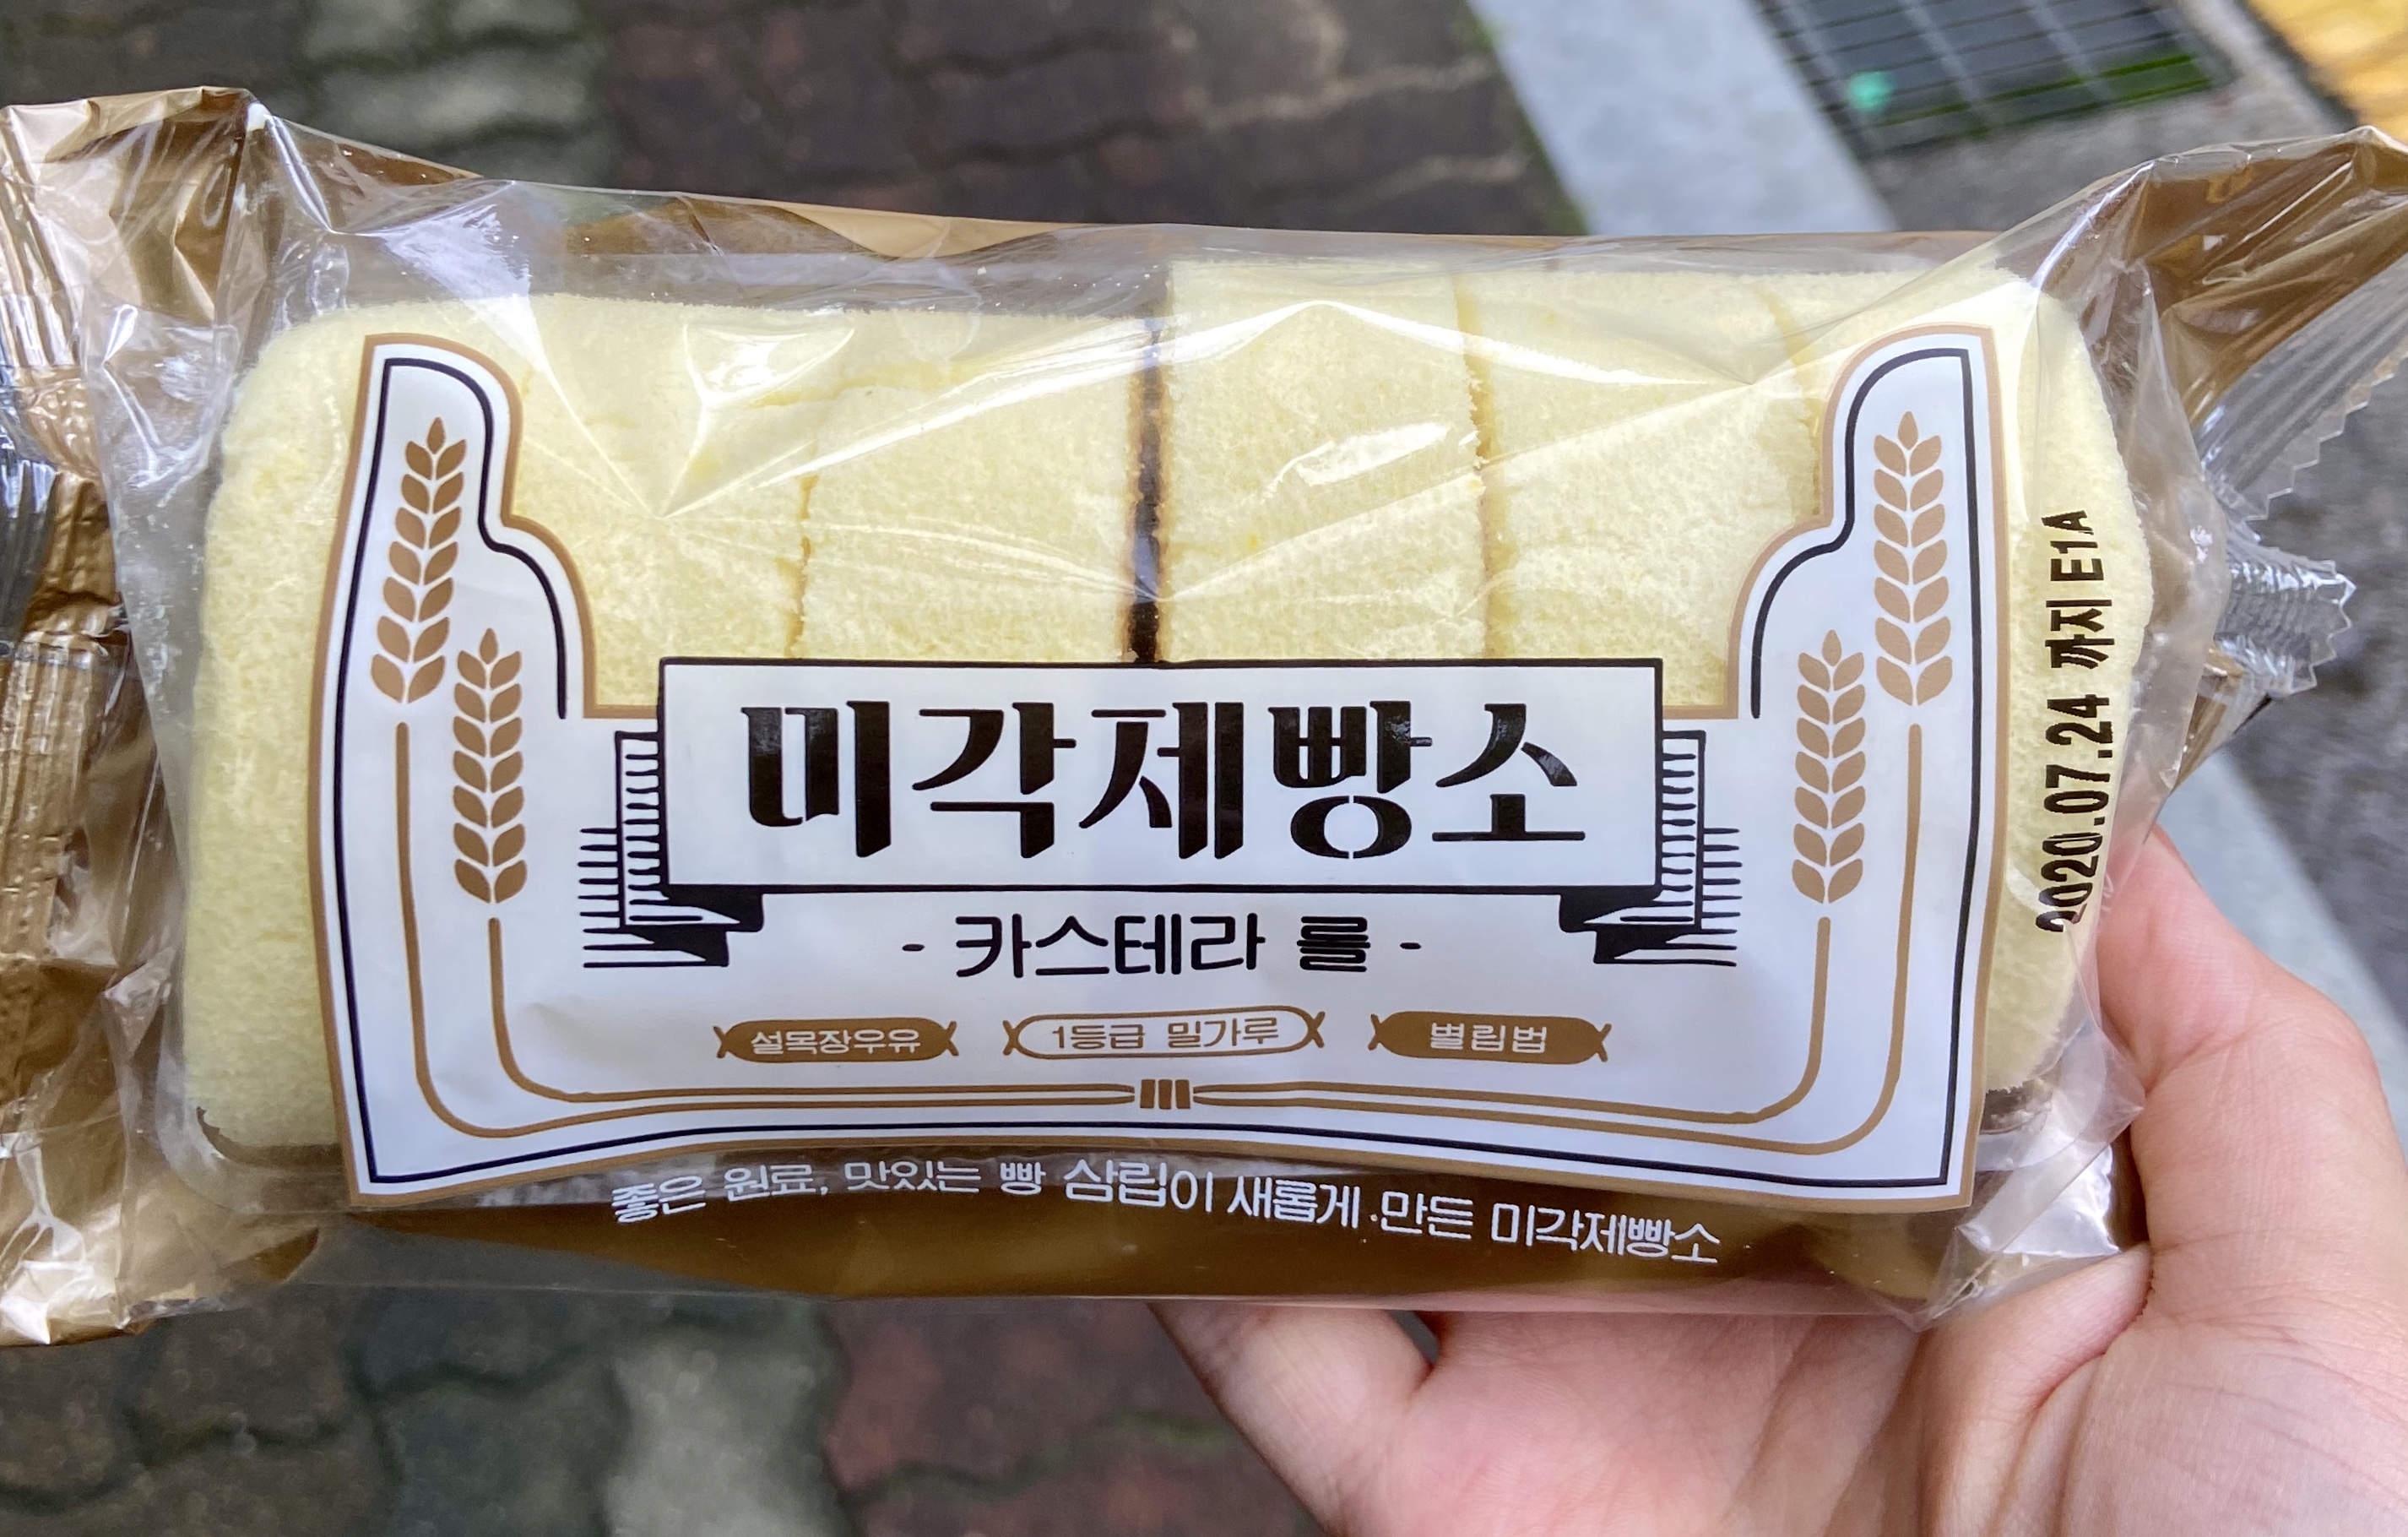 미각제빵소
- 카스테라 롤 -
설목장우유 1등급 밀가루 별립법
좋은 원료, 맛있는 빵 삼립이 새롭게 만든 미각제빵소
2020.07.24 까지 E1A